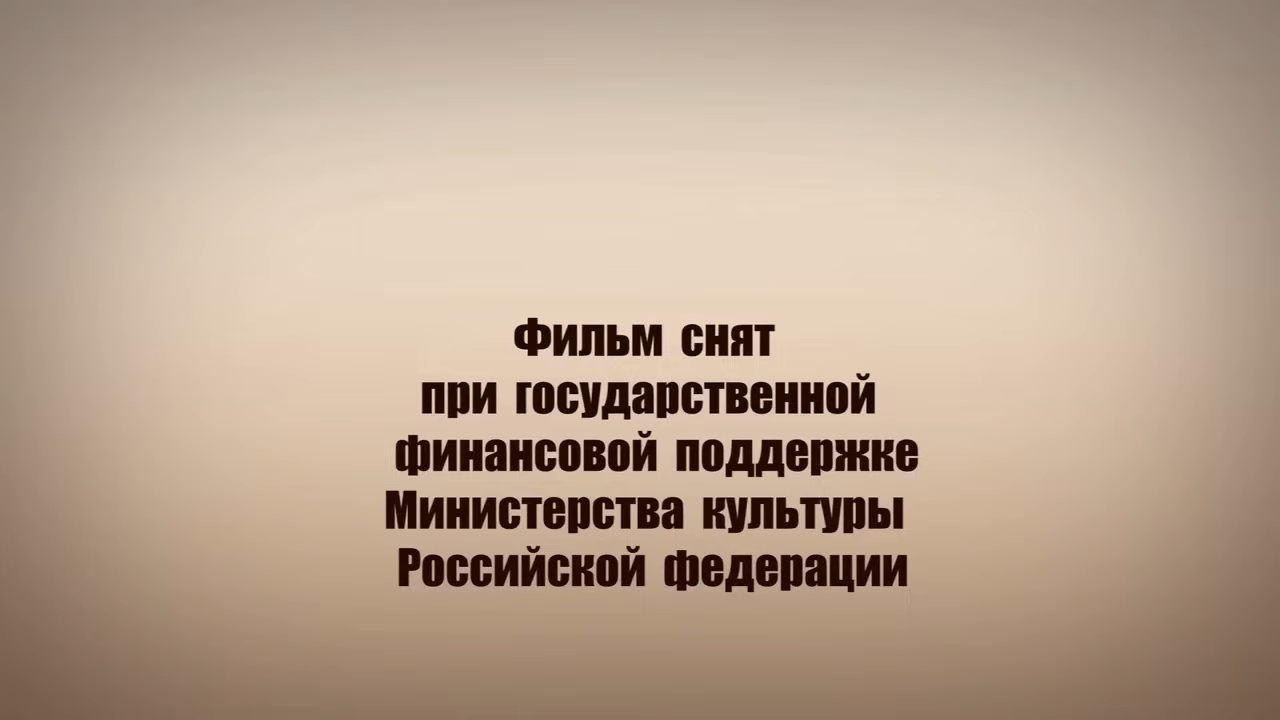 Фильм снят
при государственной
финансовой поддержке
Министерства культуры
Российской федерации